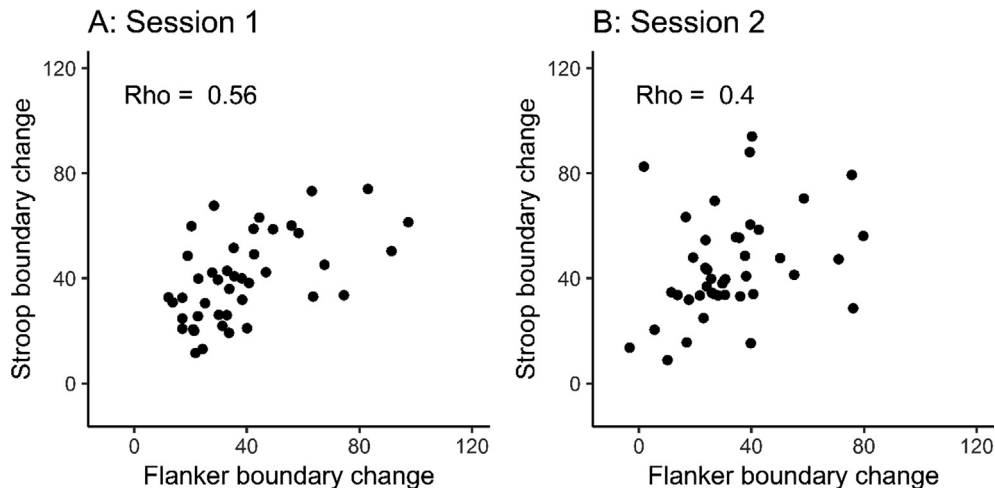 A: Session 1
Rho = 0.56
120
80
40
0
Stroop boundary change
0 40 80 120
Flanker boundary change
B: Session 2
Rho = 0.4
120
80
40
0
Stroop boundary change
0 40 80 120
Flanker boundary change